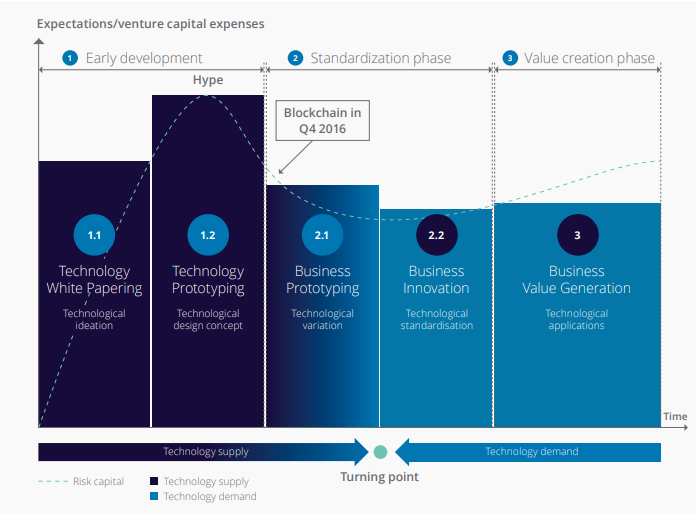 Expectations/venture capital expenses
1 Early development
2 Standardization phase
3 Value creation phase
Hype
Blockchain in
Q4 2016
1.1
Technology
White Papering
Technological
ideation
1.2
Technology
Prototyping
Technological
design concept
2.1
Business
Prototyping
Technological
variation
2.2
Business
Innovation
Technological
standardisation
3
Business
Value Generation
Technological
applications
Time
Technology supply
Technology demand
Turning point
Risk capital
Technology supply
Technology demand